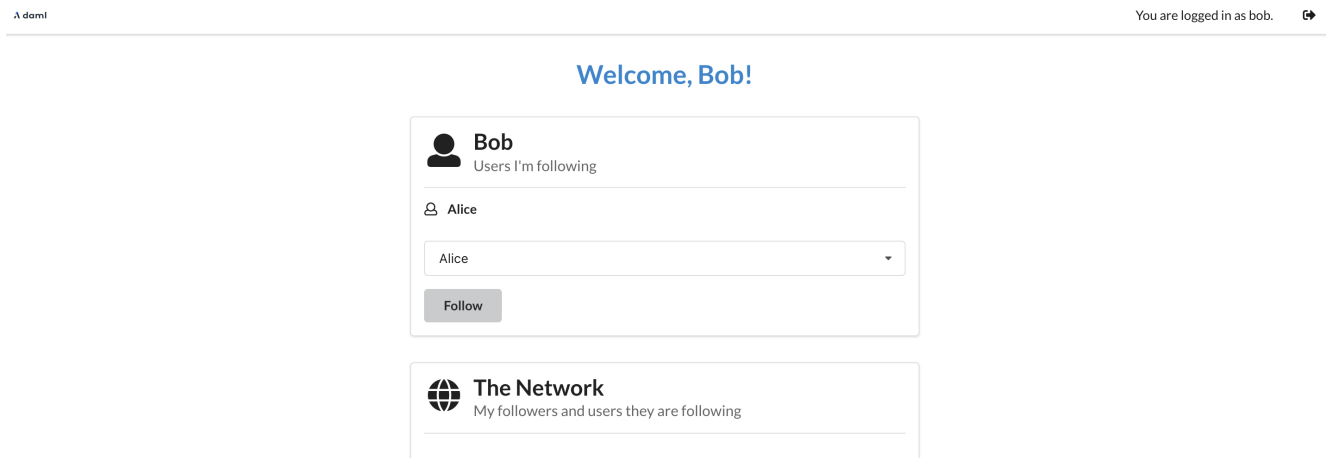 daml
You are logged in as bob.
Welcome, Bob!
Bob
Users I'm following
Alice
Alice
Follow
The Network
My followers and users they are following